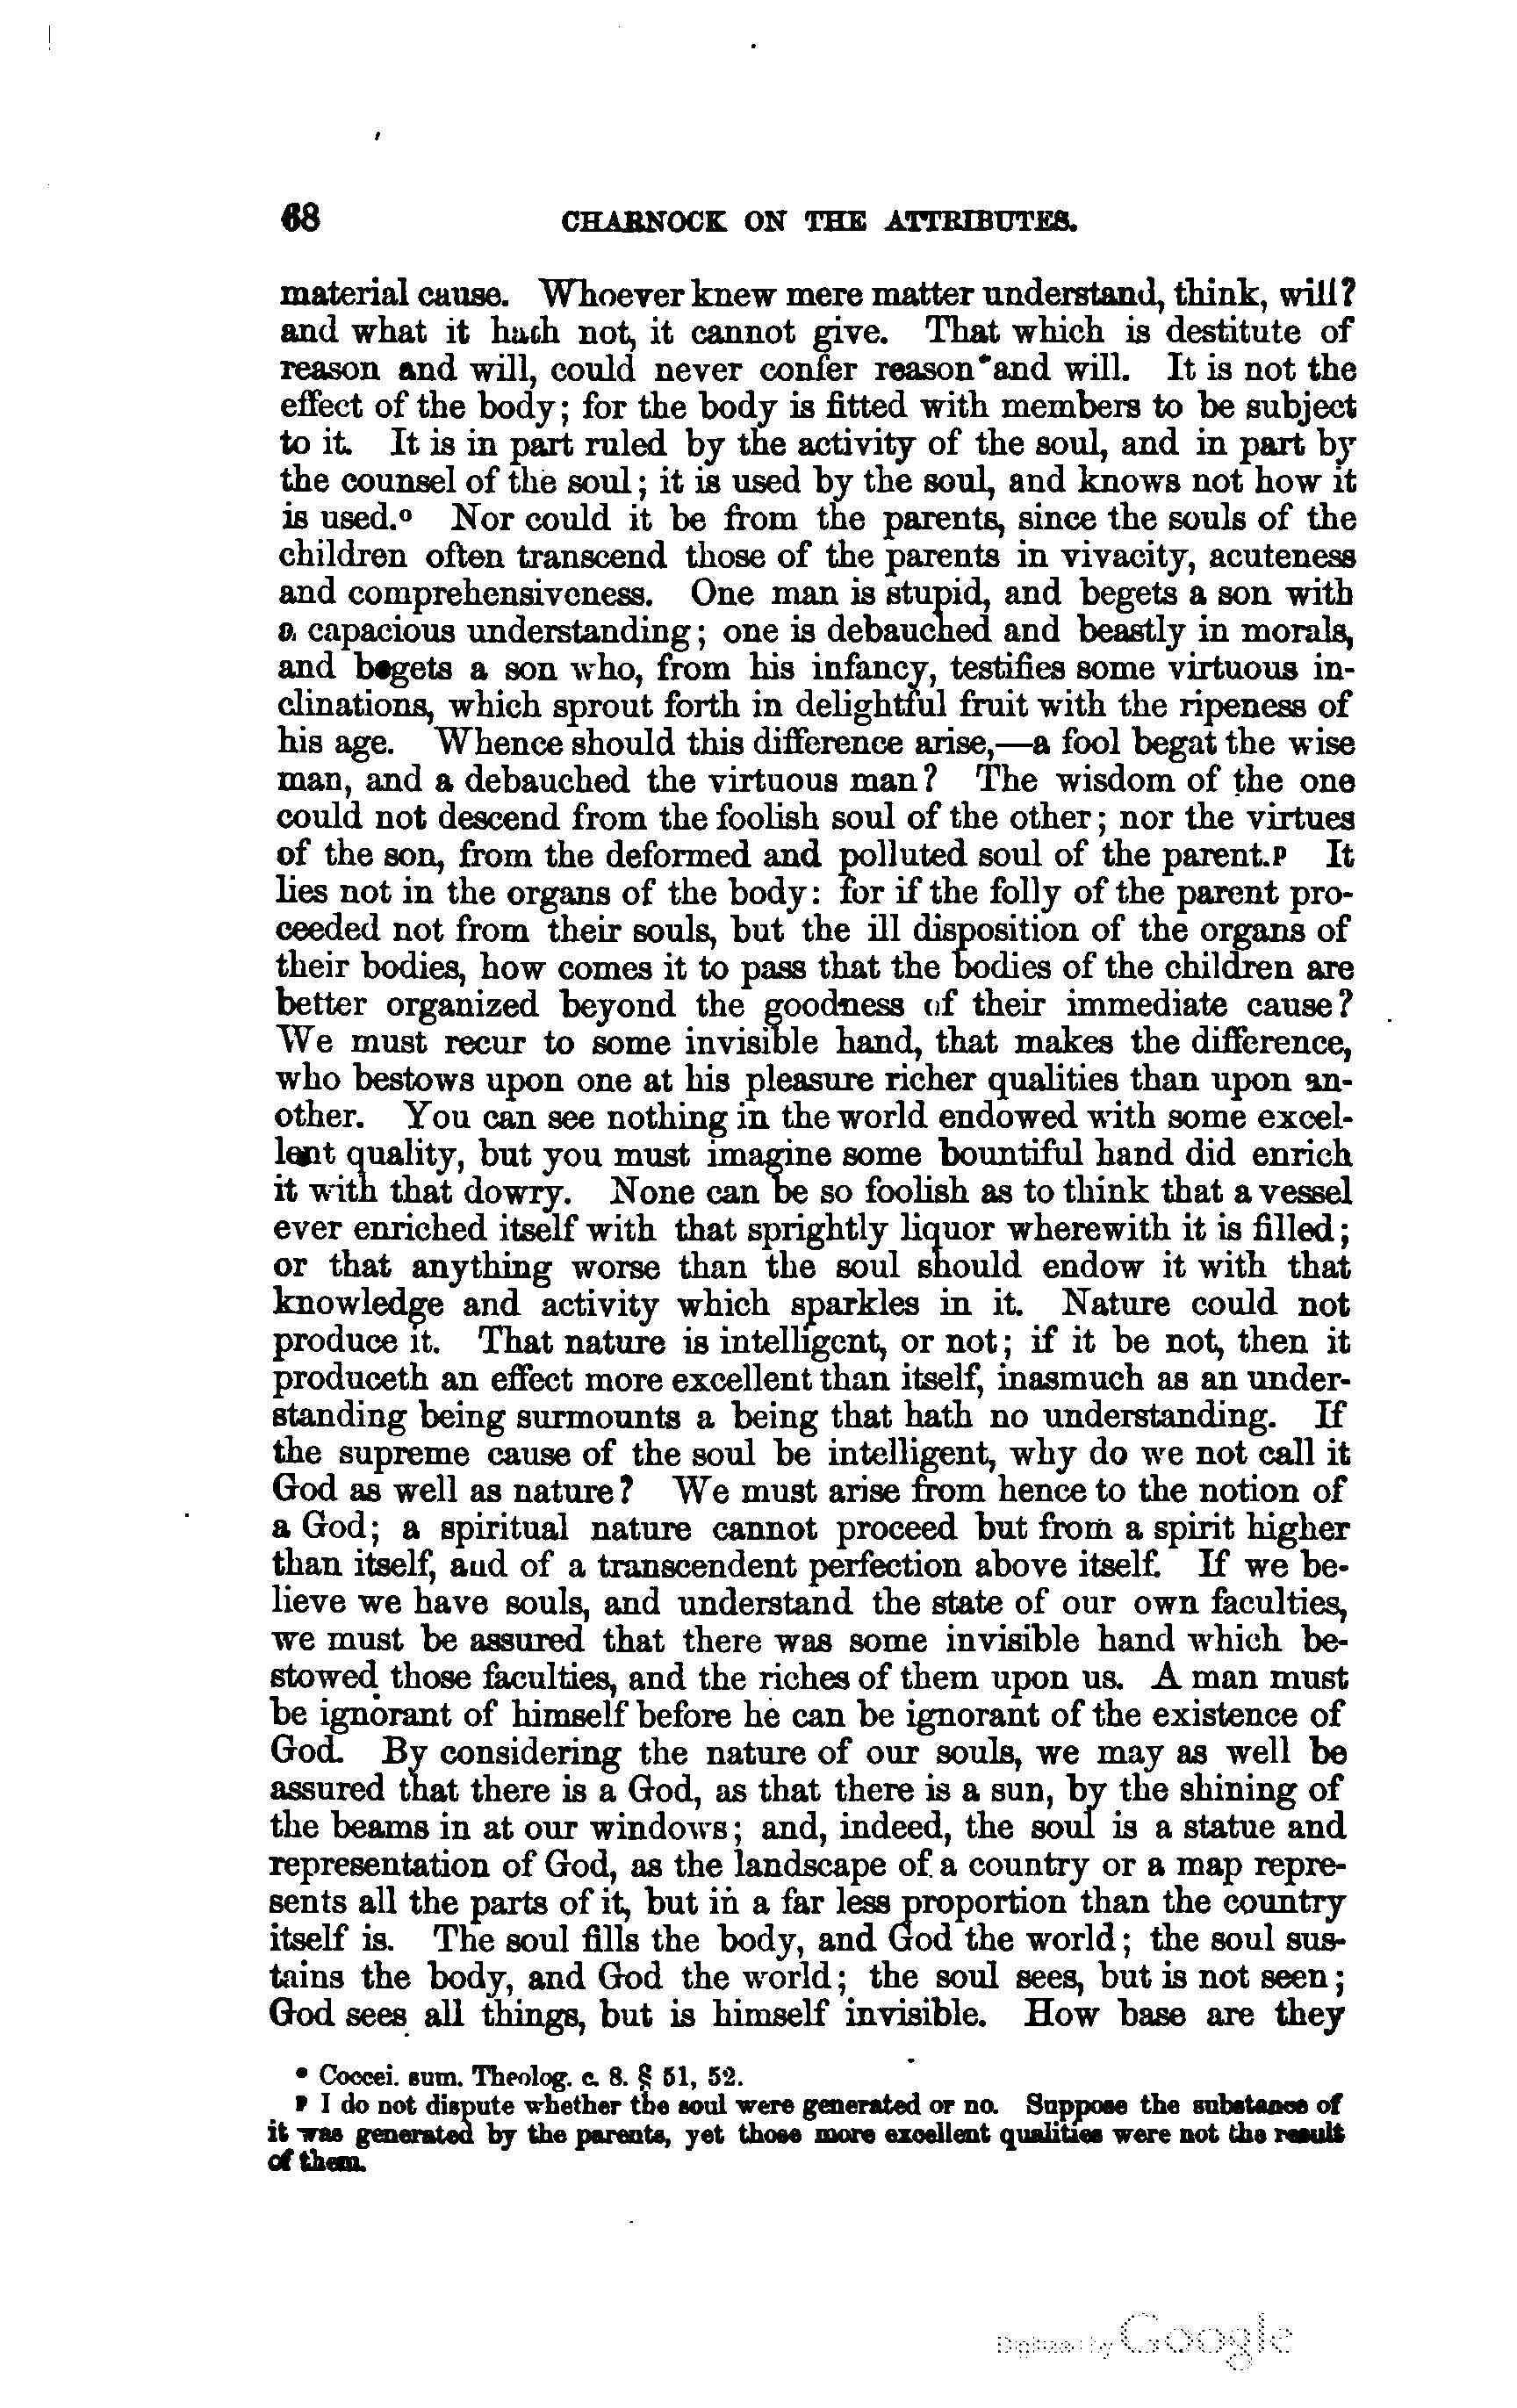 68 CHARNOCK ON THE ATTRIBUTES.
material cause. Whoever knew mere matter understand, think, will?
and what it hath not, it cannot give. That which is destitute of
reason and will, could never confer reason and will. It is not the
effect of the body; for the body is fitted with members to be subject
to it. It is in part ruled by the activity of the soul, and in part by
the counsel of the soul; it is used by the soul, and knows not how it
is used.o Nor could it be from the parents, since the souls of the
children often transcend those of the parents in vivacity, acuteness
and comprehensiveness. One man is stupid, and begets a son with
a capacious understanding; one is debauched and beastly in morals,
and begets a son who, from his infancy, testifies some virtuous in-
clinations, which sprout forth in delightful fruit with the ripeness of
his age. Whence should this difference arise,—a fool begat the wise
man, and a debauched the virtuous man? The wisdom of the one
could not descend from the foolish soul of the other; nor the virtues
of the son, from the deformed and polluted soul of the parent.p It
lies not in the organs of the body: for if the folly of the parent pro-
ceeded not from their souls, but the ill disposition of the organs of
their bodies, how comes it to pass that the bodies of the children are
better organized beyond the goodness of their immediate cause?
We must recur to some invisible hand, that makes the difference,
who bestows upon one at his pleasure richer qualities than upon an-
other. You can see nothing in the world endowed with some excel-
lent quality, but you must imagine some bountiful hand did enrich
it with that dowry. None can be so foolish as to think that a vessel
ever enriched itself with that sprightly liquor wherewith it is filled;
or that anything worse than the soul should endow it with that
knowledge and activity which sparkles in it. Nature could not
produce it. That nature is intelligent, or not; if it be not, then it
produceth an effect more excellent than itself, inasmuch as an under-
standing being surmounts a being that hath no understanding. If
the supreme cause of the soul be intelligent, why do we not call it
God as well as nature? We must arise from hence to the notion of
a God; a spiritual nature cannot proceed but from a spirit higher
than itself, and of a transcendent perfection above itself. If we be-
lieve we have souls, and understand the state of our own faculties,
we must be assured that there was some invisible hand which be-
stowed those faculties, and the riches of them upon us. A man must
be ignorant of himself before he can be ignorant of the existence of
God. By considering the nature of our souls, we may as well be
assured that there is a God, as that there is a sun, by the shining of
the beams in at our windows; and, indeed, the soul is a statue and
representation of God, as the landscape of a country or a map repre-
sents all the parts of it, but in a far less proportion than the country
itself is. The soul fills the body, and God the world; the soul sus-
tains the body, and God the world; the soul sees, but is not seen;
God sees all things, but is himself invisible. How base are they
o Coccei. sum. Theolog. c. 8. § 51, 52.
p I do not dispute whether the soul were generated or no. Suppose the substance of
it was generated by the parents, yet those more excellent qualities were not the result
of them.
Digitized by Google